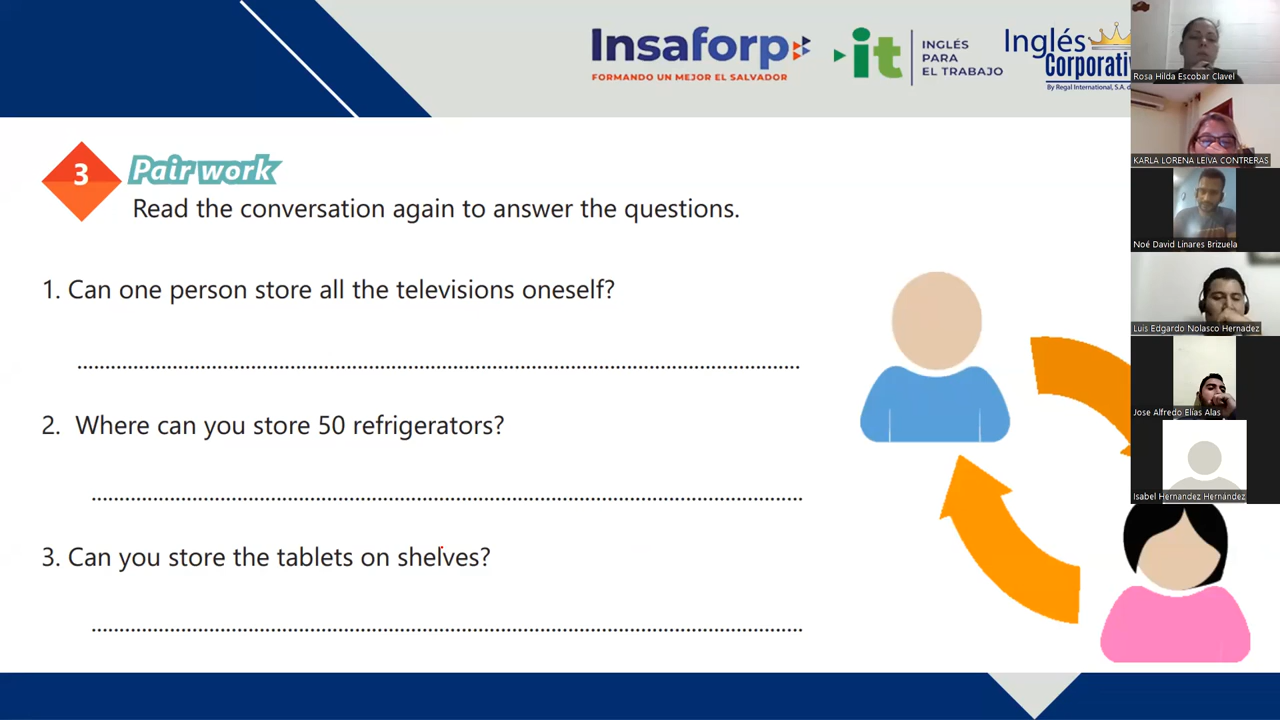 Insaforp
FORMANDO UN MEJOR EL SALVADOR
it
INGLÉS
PARA
EL TRABAJO
Inglés
Corporativ
By Regal International, S.A. d
3
Pair work
Read the conversation again to answer the questions.
1. Can one person store all the televisions oneself?
2. Where can you store 50 refrigerators?
3. Can you store the tablets on shelves?
Rosa Hilda Escobar Clavel
KARLA LORENA LEIVA CONTRERAS
Noé David Linares Brizuela
Luis Edgardo Nolasco Hernadez
Jose Alfredo Elías Alas
Isabel Hernandez Hernández